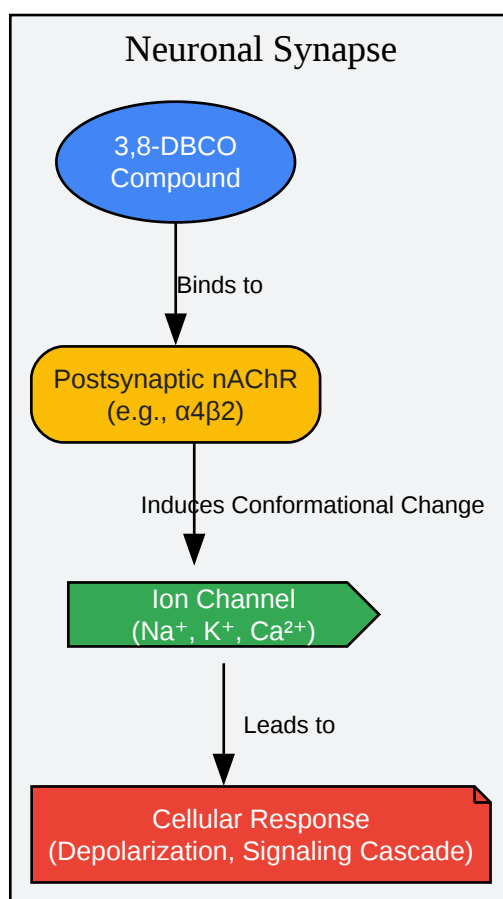 Neuronal Synapse
3,8-DBCO
Compound
Binds to
Postsynaptic nAChR
(e.g., α4β2)
Induces Conformational Change
Ion Channel
(Na⁺, K⁺, Ca²⁺)
Leads to
Cellular Response
(Depolarization, Signaling Cascade)